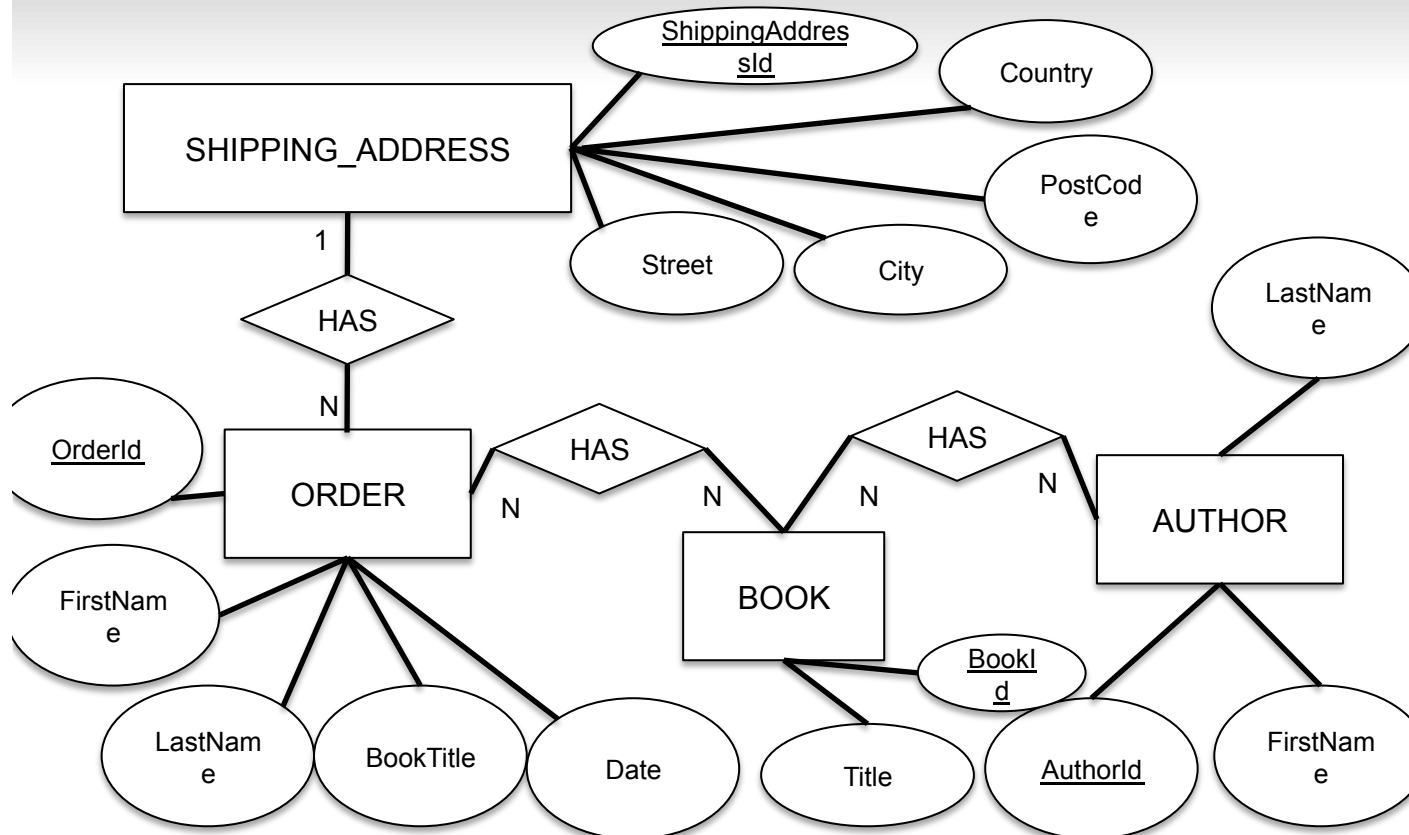 ShippingAddres
sId
Country
SHIPPING_ADDRESS
PostCod
e
1
Street
City
LastNam
e
HAS
N
OrderId
HAS
HAS
ORDER
N
N
N
N
AUTHOR
BOOK
FirstNam
e
BookI
d
LastNam
e
BookTitle
Date
Title
AuthorId
FirstNam
e